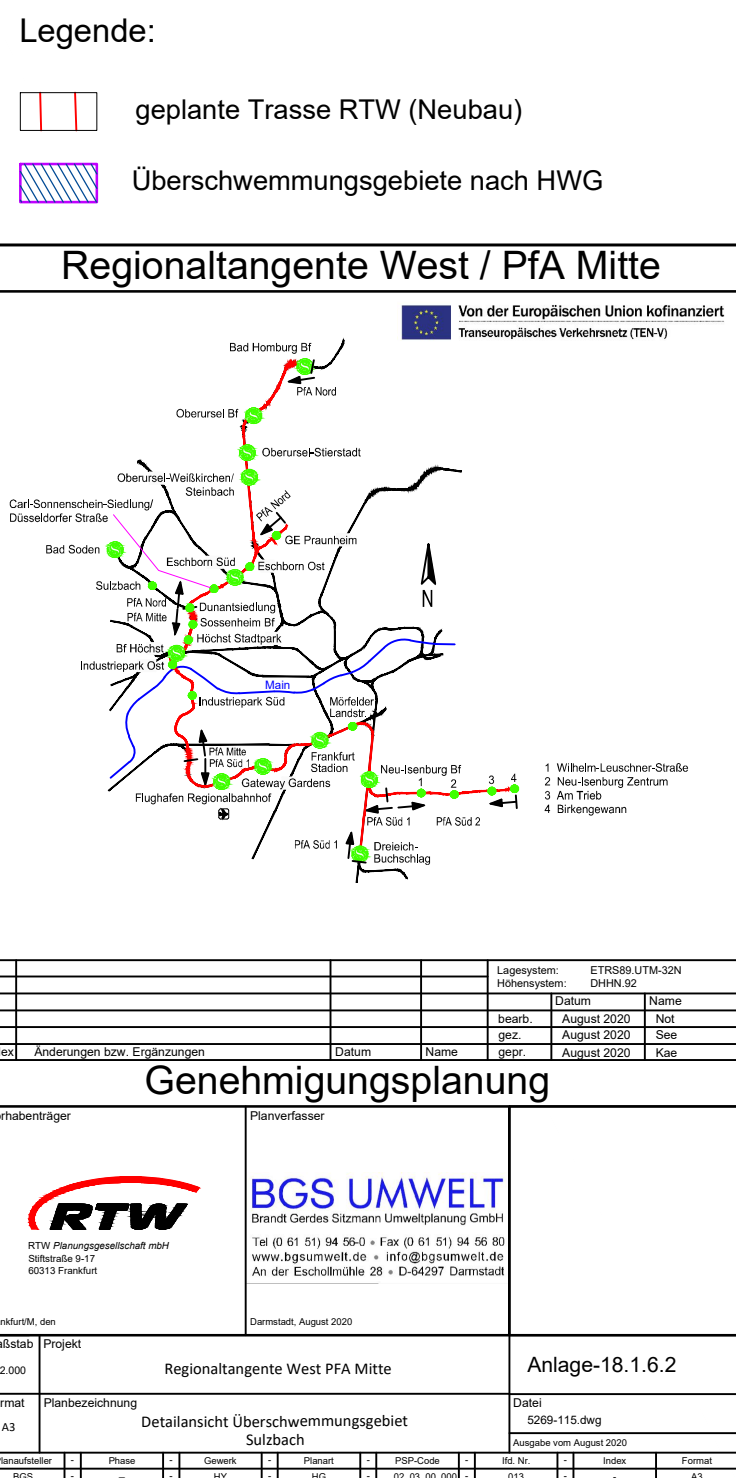 Legende:
geplante Trasse RTW (Neubau)
Überschwemmungsgebiete nach HWG
Regionaltangente West / PfA Mitte
Von der Europäischen Union kofinanziert
Transeuropäisches Verkehrsnetz (TEN-V)
Bad Homburg Bf
PfA Nord
Oberursel Bf
Oberursel-Stierstadt
Oberursel-Weißkirchen/
Steinbach
Carl-Sonnenschein-Siedlung/
Düsseldorfer Straße
PfA Nord
GE Praunheim
Bad Soden
Eschborn Süd
Eschborn Ost
Sulzbach
PfA Nord
PfA Mitte
Dunantsiedlung
Sossenheim Bf
Höchst Stadtpark
N
Bf Höchst
Industriepark Ost
Main
Industriepark Süd
Mörfelder
Landstr.
PfA Mitte
PfA Süd 1
Frankfurt
Stadion
Gateway Gardens
Flughafen Regionalbahnhof
Neu-Isenburg Bf
1
2
3
4
1 Wilhelm-Leuschner-Straße
2 Neu-Isenburg Zentrum
3 Am Trieb
4 Birkengewann
PfA Süd 1
PfA Süd 2
PfA Süd 1
Dreieich-
Buchschlag
Lagesystem: ETRS89.UTM-32N
Höhensystem: DHHN.92
Datum Name
bearb. August 2020 Not
gez. August 2020 See
Änderungen bzw. Ergänzungen Datum Name gepr. August 2020 Kae
Genehmigungsplanung
orhabenträger
Planverfasser
RTW
RTW Planungsgesellschaft mbH
Stiftstraße 9-17
60313 Frankfurt
nkfurt/M, den
BGS UMWELT
Brandt Gerdes Sitzmann Umweltplanung GmbH
Tel (0 61 51) 94 56-0 • Fax (0 61 51) 94 56 80
www.bgsumwelt.de • info@bgsumwelt.de
An der Eschollmühle 28 • D-64297 Darmstadt
Darmstadt, August 2020
aßstab Projekt
2.000
Regionaltangente West PFA Mitte
Anlage-18.1.6.2
rmat Planbezeichnung
A3
Detailansicht Überschwemmungsgebiet
Sulzbach
Datei
5269-115.dwg
Ausgabe vom August 2020
lanaufsteller - Phase - Gewerk - Planart - PSP-Code - lfd. Nr. - Index Format
BGS - -- - HY - HG - 02_03_00_000 - 013 - - A3